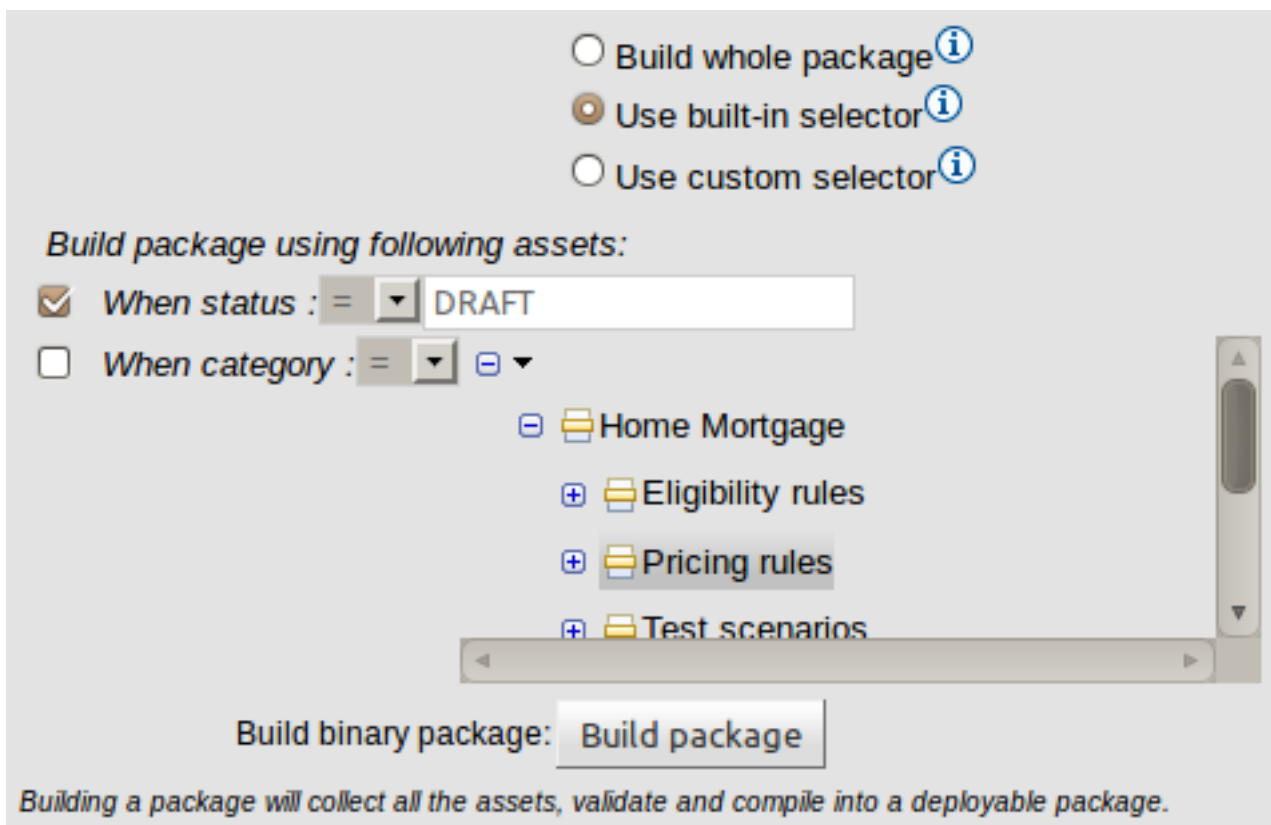 Build whole package
Use built-in selector
Use custom selector
Build package using following assets:
When status : = DRAFT
When category : =
Home Mortgage
Eligibility rules
Pricing rules
Test scenarios
Build binary package: Build package
Building a package will collect all the assets, validate and compile into a deployable package.